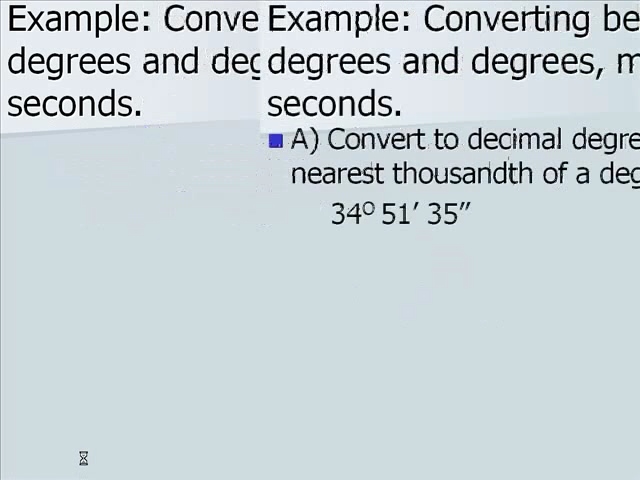 Example: Conve
degrees and deg
seconds.
Example: Converting be
degrees and degrees, m
seconds.
A) Convert to decimal degre
nearest thousandth of a deg
34° 51′ 35″